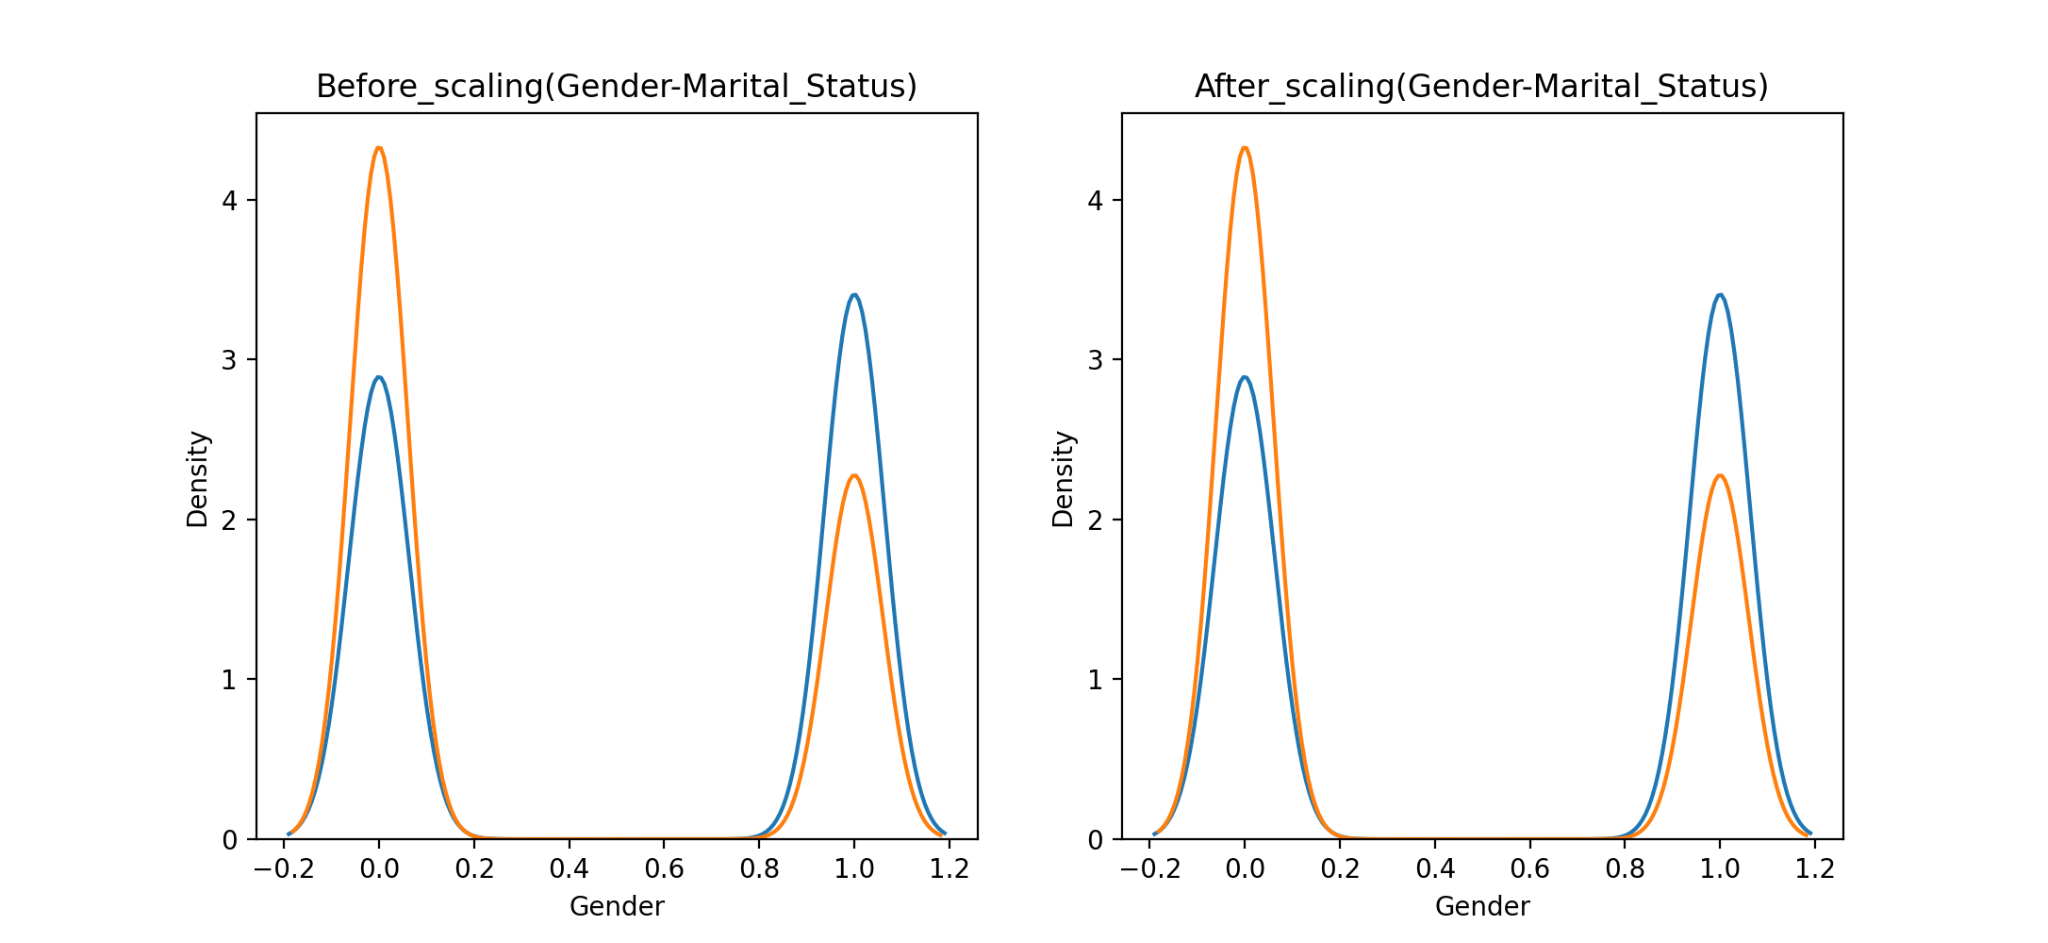 Before_scaling(Gender-Marital_Status)
Density
4
3
2
1
0
−0.2 0.0 0.2 0.4 0.6 0.8 1.0 1.2
Gender
After_scaling(Gender-Marital_Status)
Density
4
3
2
1
0
−0.2 0.0 0.2 0.4 0.6 0.8 1.0 1.2
Gender